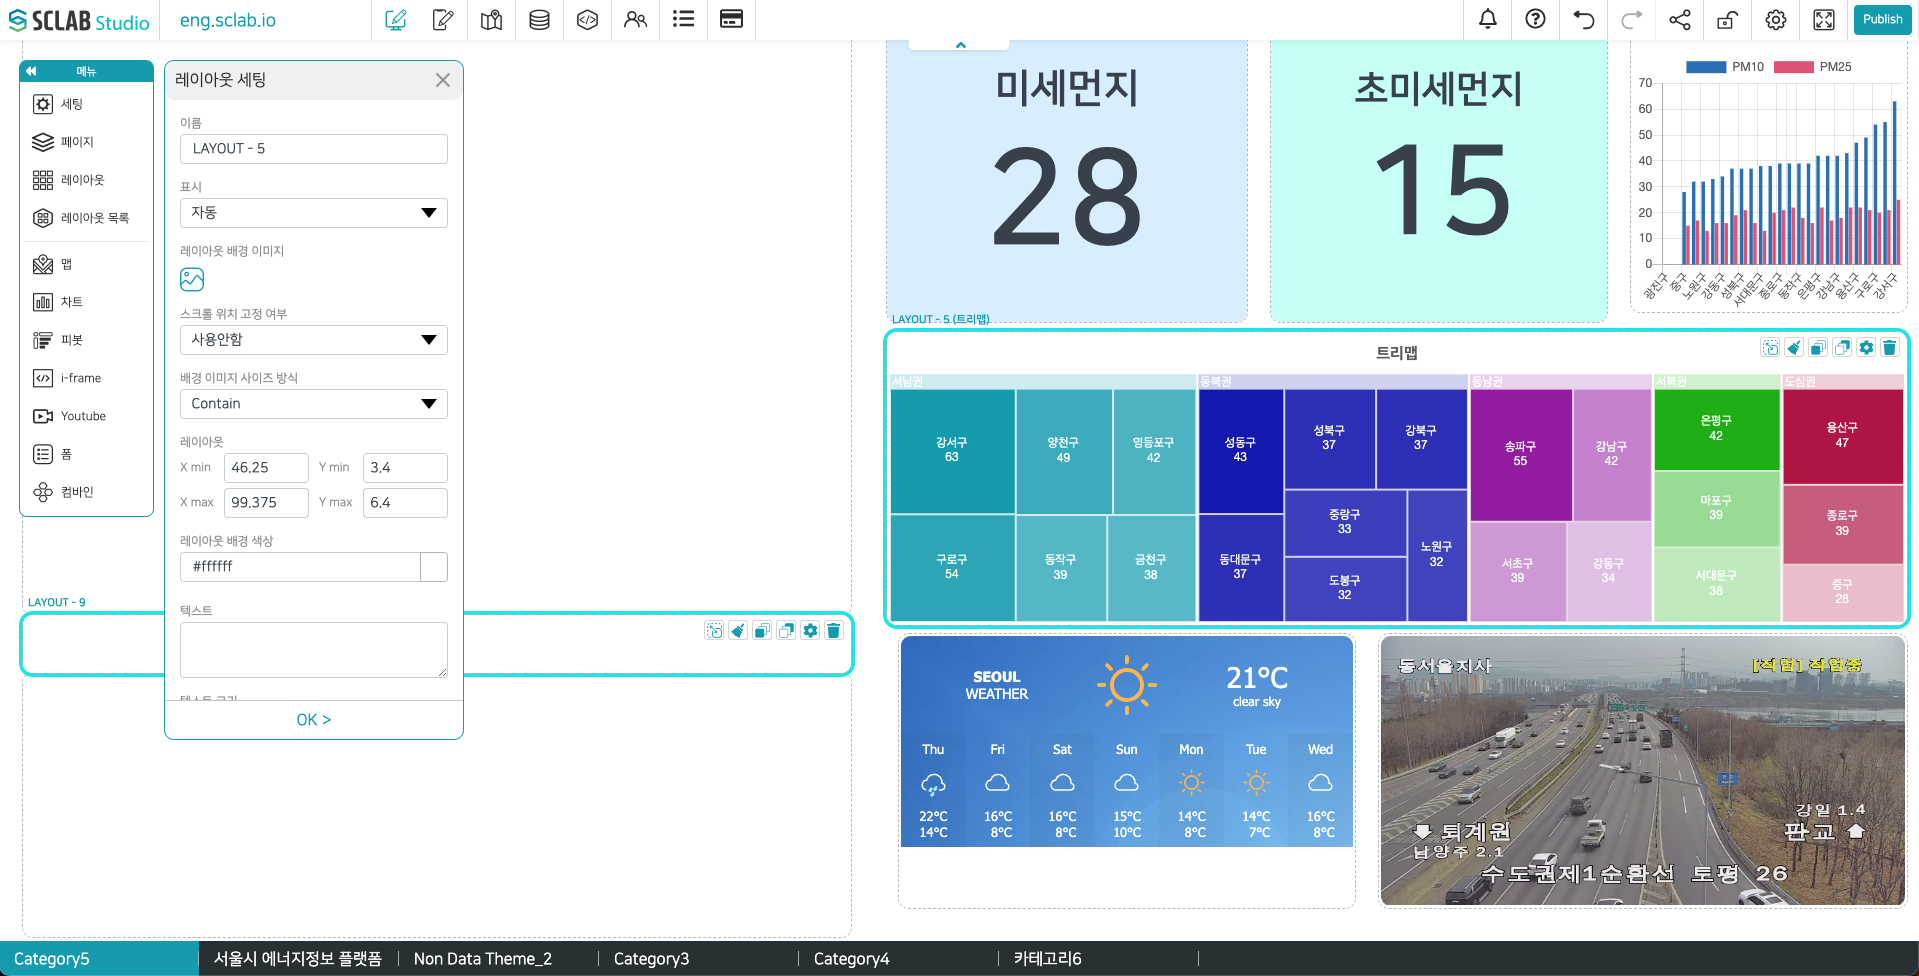 SCLAB Studio
eng.sclab.io
Publish
메뉴
세팅
페이지
레이아웃
레이아웃 목록
맵
차트
피봇
i-frame
Youtube
폼
컴바인
레이아웃 세팅
이름
LAYOUT - 5
표시
자동
레이아웃 배경 이미지
스크롤 위치 고정 여부
사용안함
배경 이미지 사이즈 방식
Contain
레이아웃
X min 46.25 Y min 3.4
X max 99.375 Y max 6.4
레이아웃 배경 색상
#ffffff
텍스트
OK >
LAYOUT - 9
미세먼지
28
초미세먼지
15
PM10 PM25
70
60
50
40
30
20
10
0
광진구 중구 노원구 강동구 성북구 서대문구 종로구 동작구 은평구 강남구 용산구 구로구 강서구
LAYOUT - 5 (트리맵)
트리맵
서남권 동북권 동남권 서북권 도심권
강서구
63
양천구
49
영등포구
42
구로구
54
동작구
39
금천구
38
성동구
43
성북구
37
강북구
37
동대문구
37
중랑구
33
도봉구
32
노원구
32
송파구
55
강남구
42
서초구
39
강동구
34
은평구
42
마포구
39
서대문구
38
용산구
47
종로구
39
중구
28
SEOUL
WEATHER
21°C
clear sky
Thu Fri Sat Sun Mon Tue Wed
22°C 16°C 16°C 15°C 14°C 14°C 16°C
14°C 8°C 8°C 10°C 8°C 7°C 8°C
동서울지사
[작업] 작업중
강일 1.4
퇴계원
판교
남양주 2.1
수도권제1순환선 토평 26
Category5
서울시 에너지정보 플랫폼
Non Data Theme_2
Category3
Category4
카테고리6